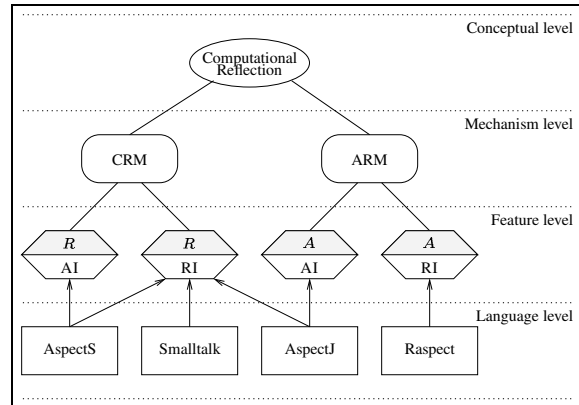 Conceptual level
Computational
Reflection
Mechanism level
CRM
ARM
Feature level
R
R
A
A
AI
RI
AI
RI
Language level
AspectS
Smalltalk
AspectJ
Raspect